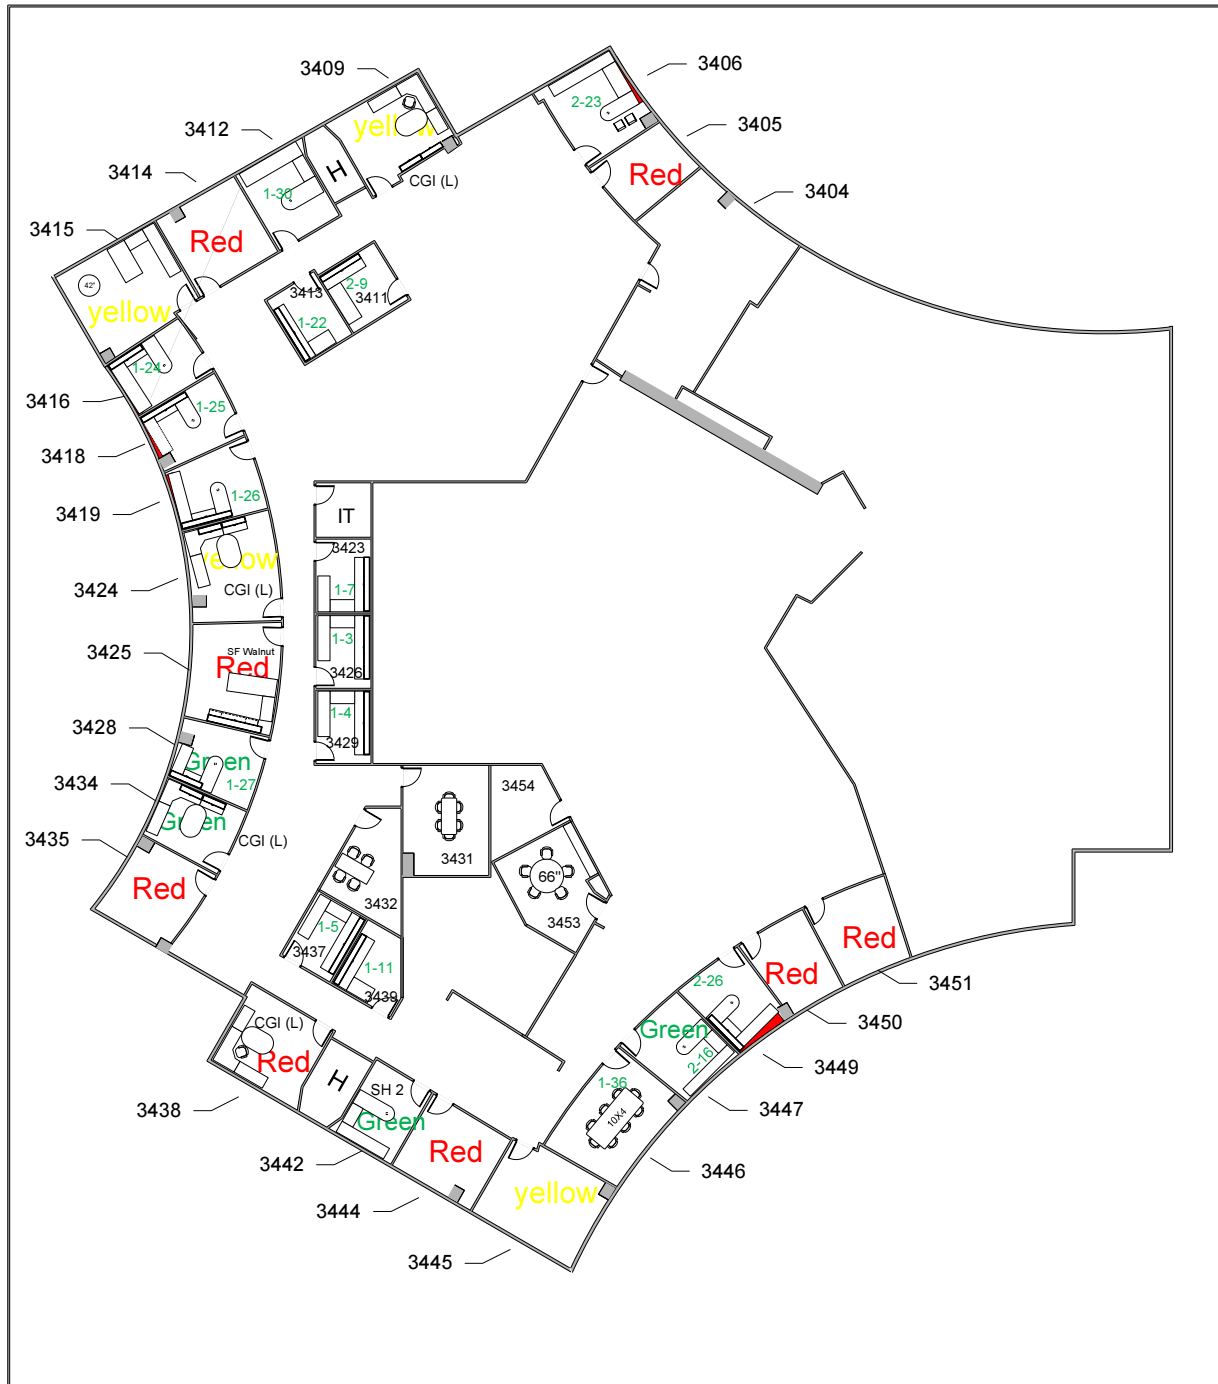 3409
3406
3412
2-23
yellow
3405
3414
H
CGI (L)
Red
1-30
3404
3415
Red
42"
3413
2-9
3411
yellow
1-22
1-24
3416
1-25
3418
1-26
3419
IT
3423
yellow
3424
CGI (L)
1-7
1-3
3425
SF Walnut
Red
3426
1-4
3428
3429
Green
1-27
3434
3454
Green
3435
CGI (L)
3431
66"
Red
3432
3453
1-5
3437
Red
1-11
2-26
Red
3451
3439
CGI (L)
3450
Green
Red
2-16
3449
H
SH 2
1-36
3438
Green
10X4
3447
3442
Red
3446
yellow
3444
3445